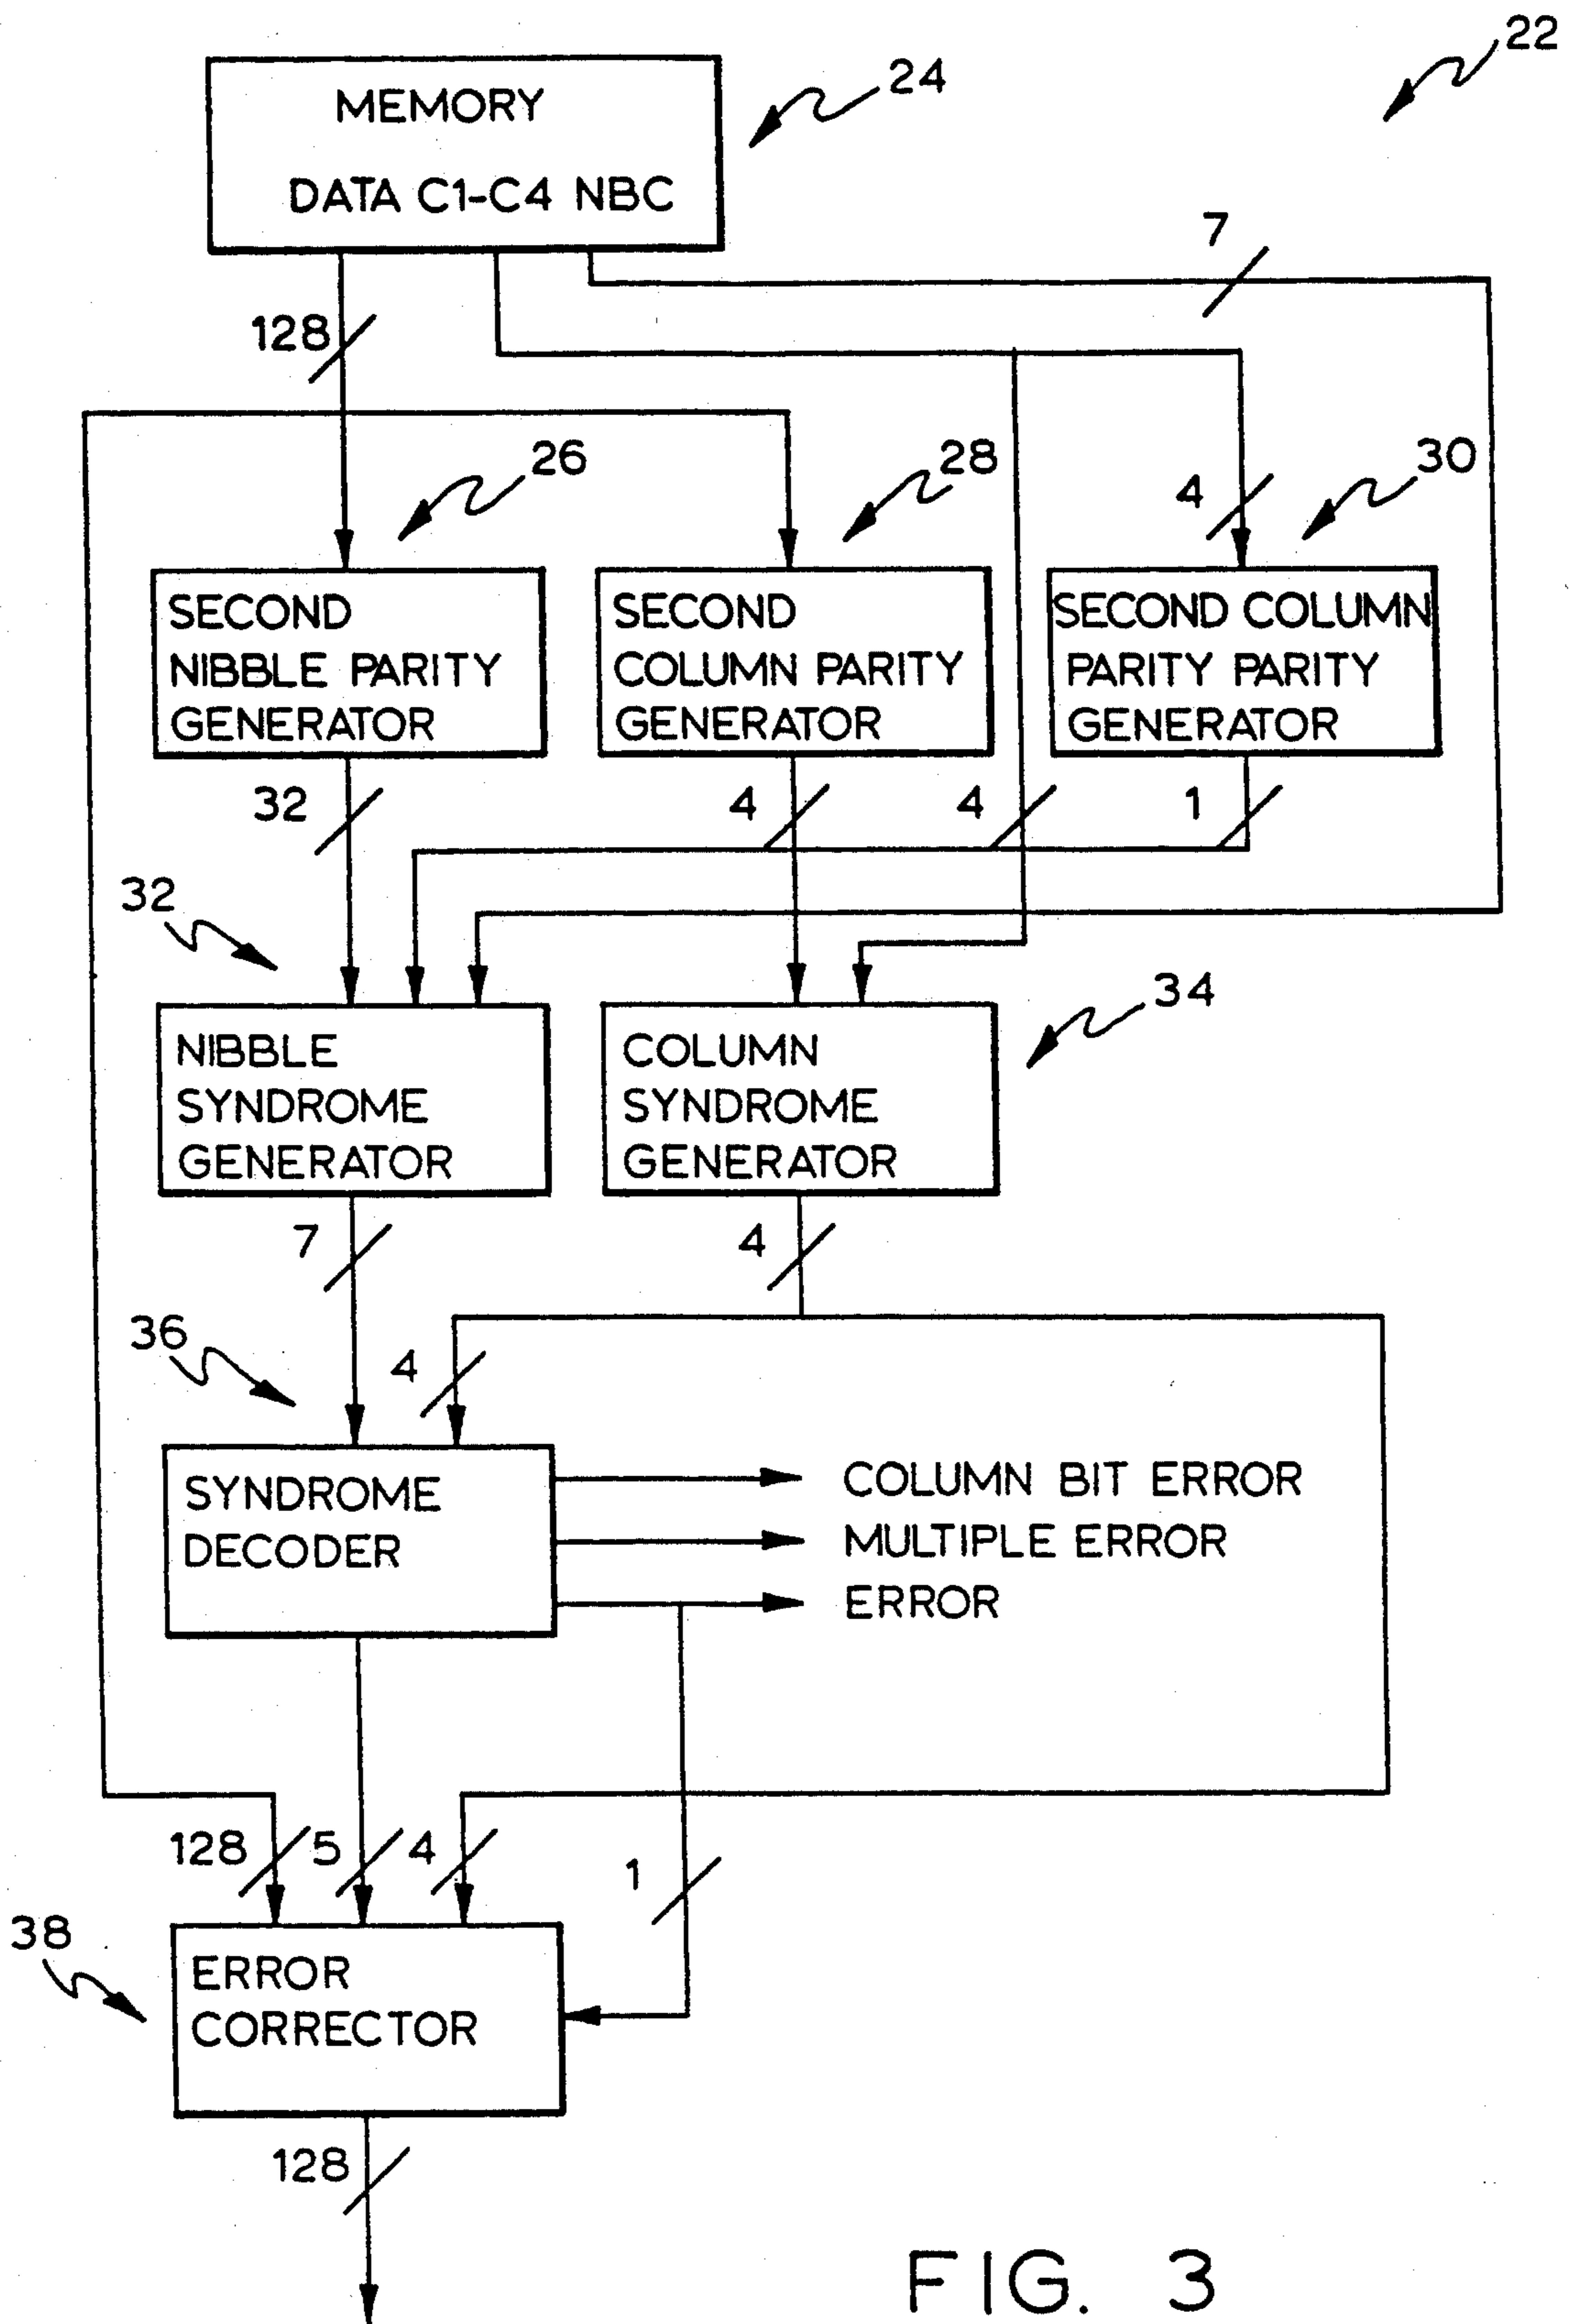 22
24
MEMORY
DATA C1-C4 NBC
7
128
26
28
30
4
SECOND
NIBBLE PARITY
GENERATOR
SECOND
COLUMN PARITY
GENERATOR
SECOND COLUMN
PARITY PARITY
GENERATOR
32
4
4
1
32
34
NIBBLE
SYNDROME
GENERATOR
COLUMN
SYNDROME
GENERATOR
7
4
36
4
SYNDROME
DECODER
COLUMN BIT ERROR
MULTIPLE ERROR
ERROR
128
5
4
1
38
ERROR
CORRECTOR
128
FIG. 3